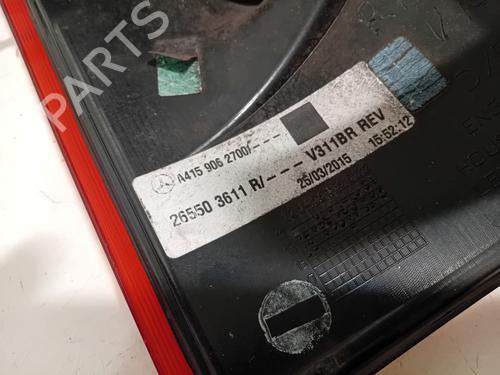 A415 906 2700/---
26550 3611 R/--- V311BR REV
25/03/2015 15:52:12
B-PARTS